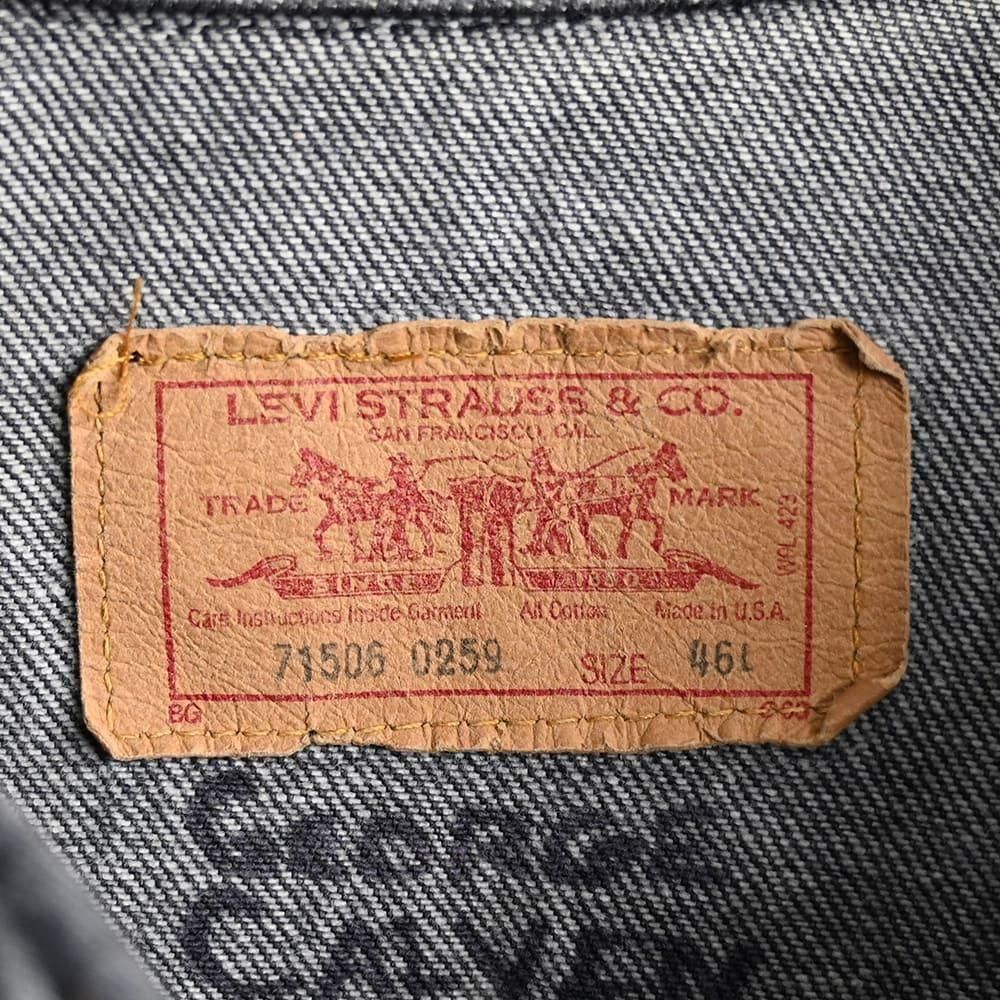 LEVI STRAUSS & CO.
SAN FRANCISCO, CAL.
TRADE MARK
WPL 423
Care Instructions Inside Garment All Cotton Made in U.S.A.
71506 0259 SIZE 46L
BG
GEORGE